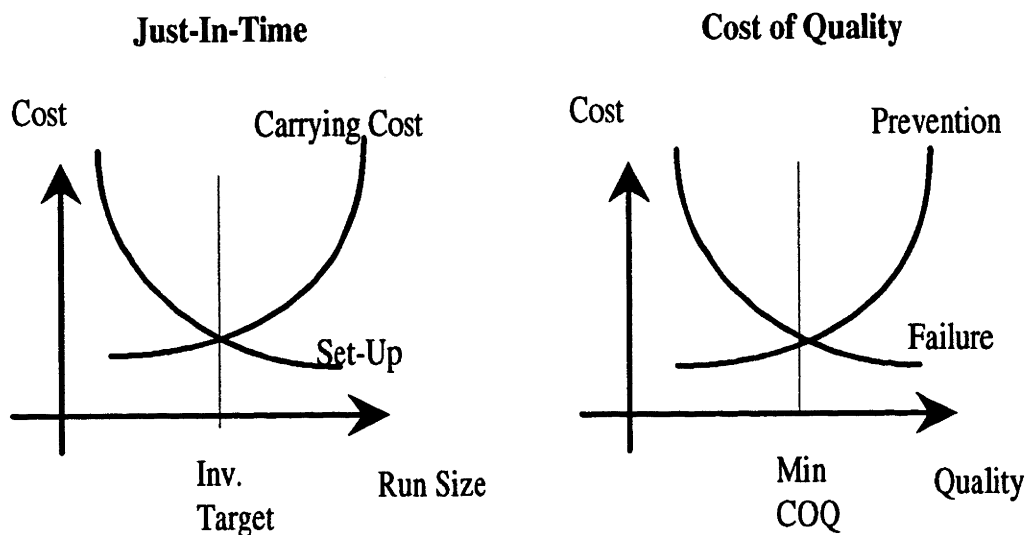 Just-In-Time
Cost
Carrying Cost
Set-Up
Inv.
Target
Run Size
Cost of Quality
Cost
Prevention
Failure
Min
COQ
Quality